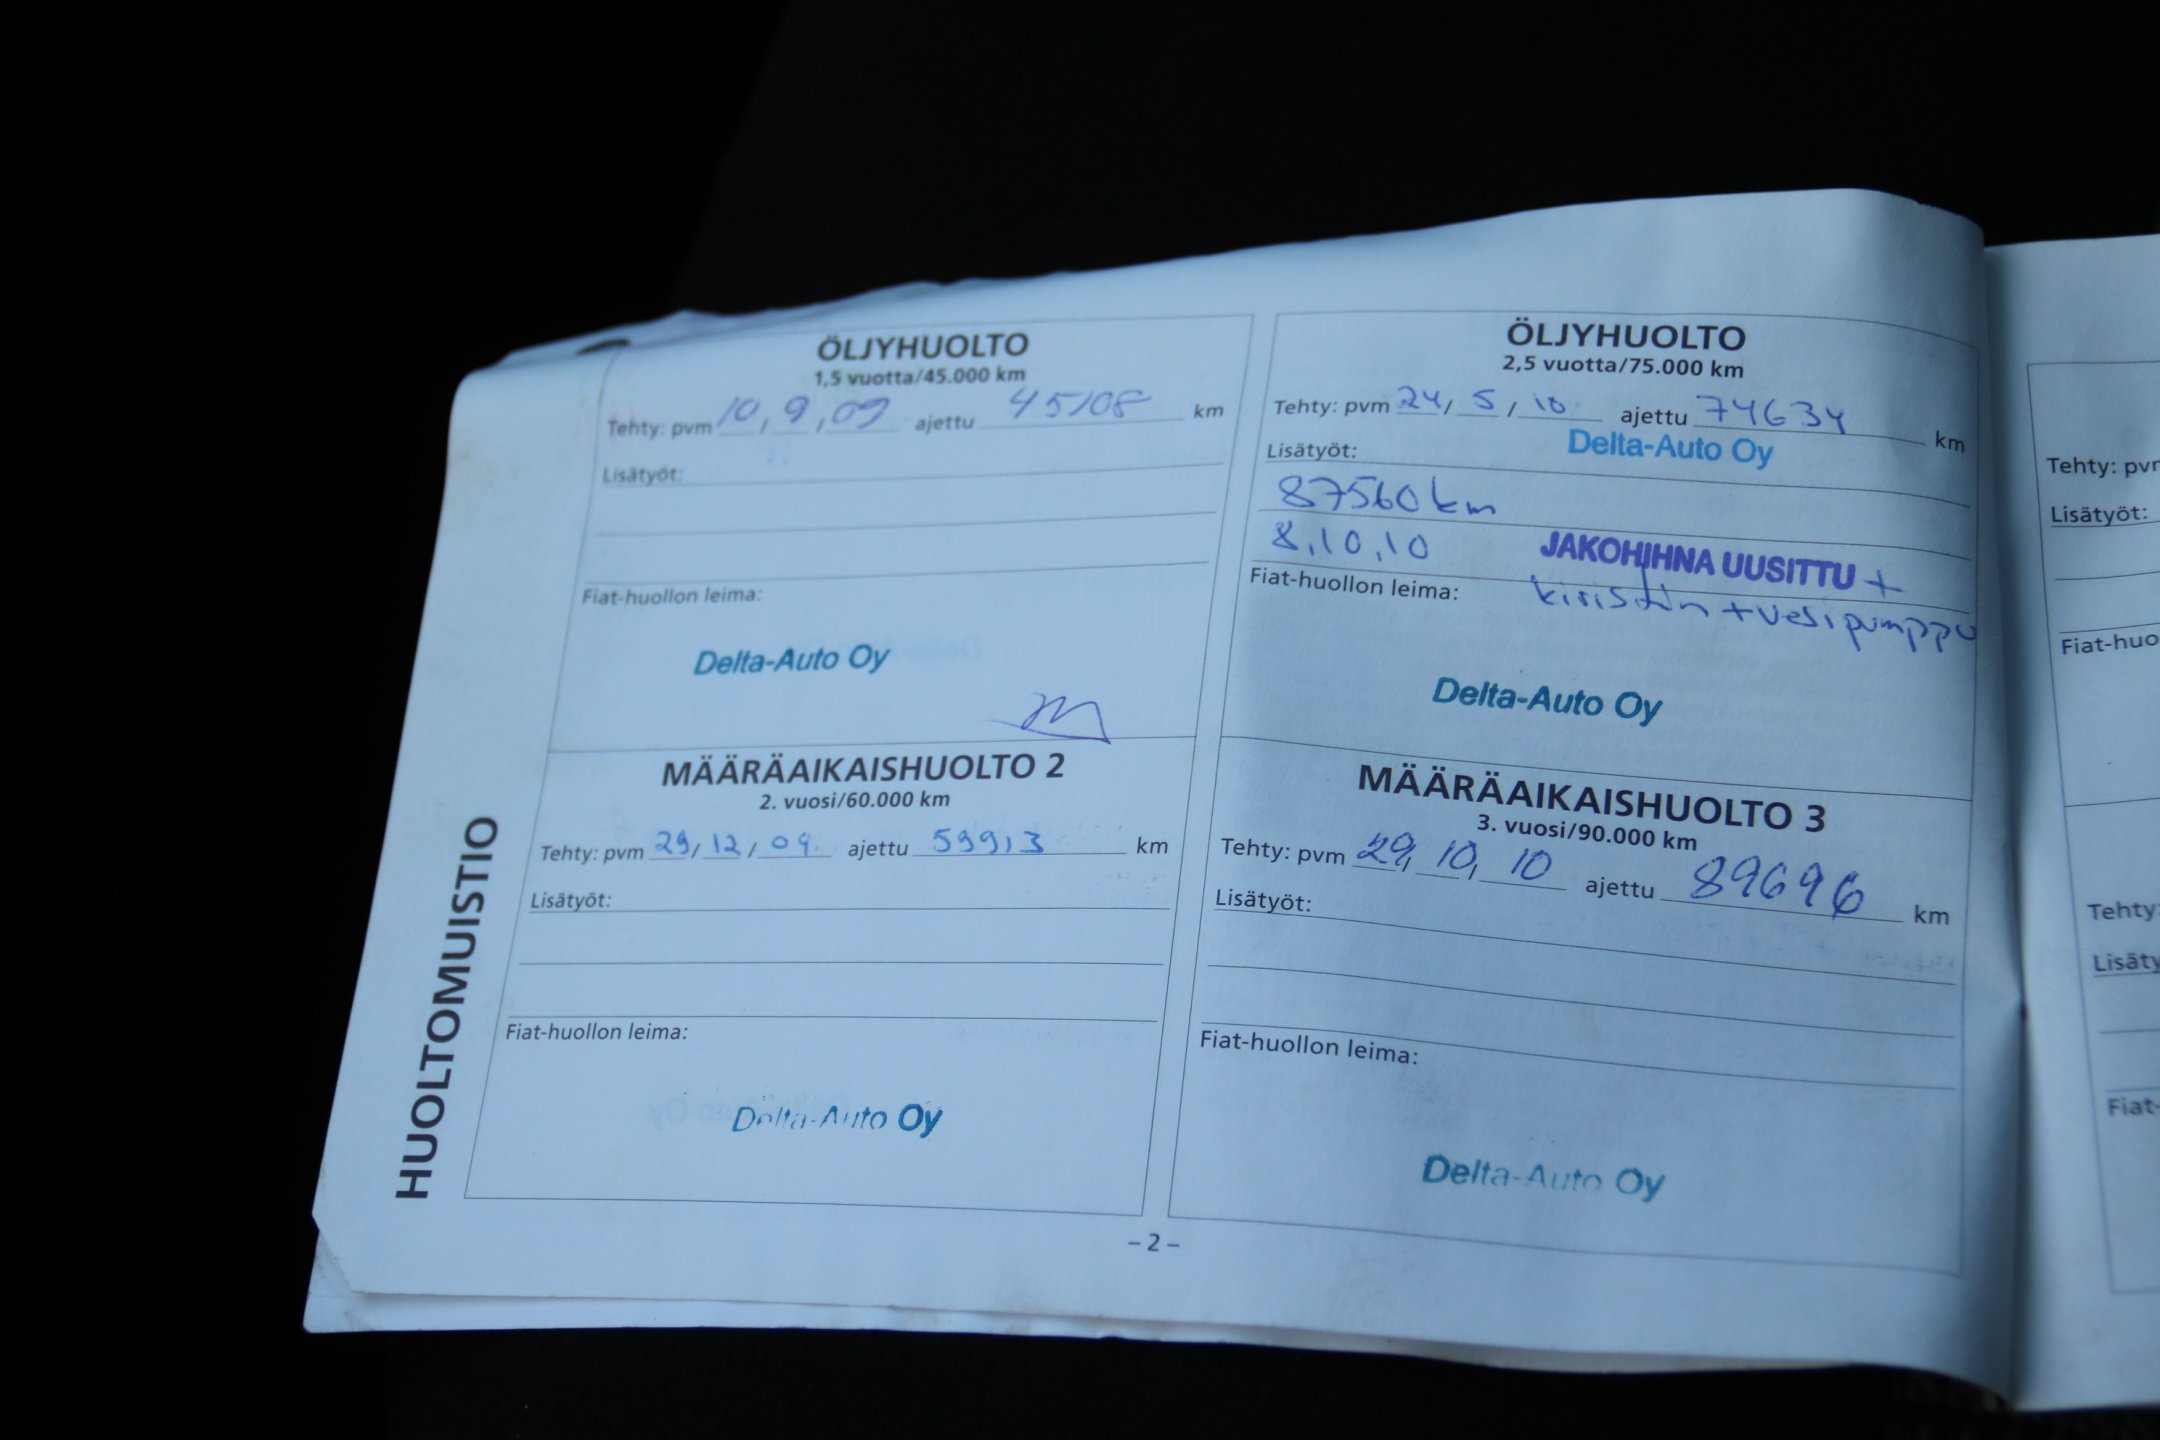 HUOLTOMUISTIO
ÖLJYHUOLTO
1,5 vuotta/45.000 km
Tehty: pvm 10 / 9 / 09 ajettu 45108 km
Lisätyöt:
Fiat-huollon leima:
Delta-Auto Oy
MÄÄRÄAIKAISHUOLTO 2
2. vuosi/60.000 km
Tehty: pvm 29 / 12 / 09. ajettu 59913 km
Lisätyöt:
Fiat-huollon leima:
Delta-Auto Oy
ÖLJYHUOLTO
2,5 vuotta/75.000 km
Tehty: pvm 24 / 5 / 10 ajettu 74634 km
Delta-Auto Oy
Lisätyöt:
87560 km
8,10,10 JAKOHIHNA UUSITTU +
kiristin + vesipumppu
Fiat-huollon leima:
Delta-Auto Oy
MÄÄRÄAIKAISHUOLTO 3
3. vuosi/90.000 km
Tehty: pvm 29 / 10 / 10 ajettu 89696 km
Lisätyöt:
Fiat-huollon leima:
Delta-Auto Oy
– 2 –
Tehty: pvm
Lisätyöt:
Fiat-huo
Tehty:
Lisäty
Fiat-